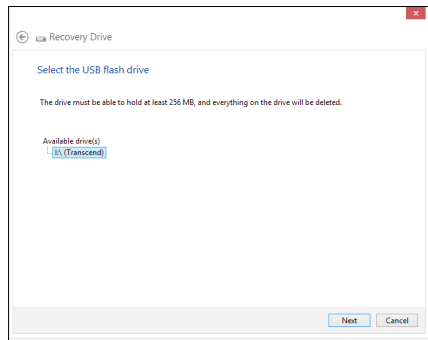 Recovery Drive
Select the USB flash drive
The drive must be able to hold at least 256 MB, and everything on the drive will be deleted.
Available drive(s)
I:\ (Transcend)
Next Cancel